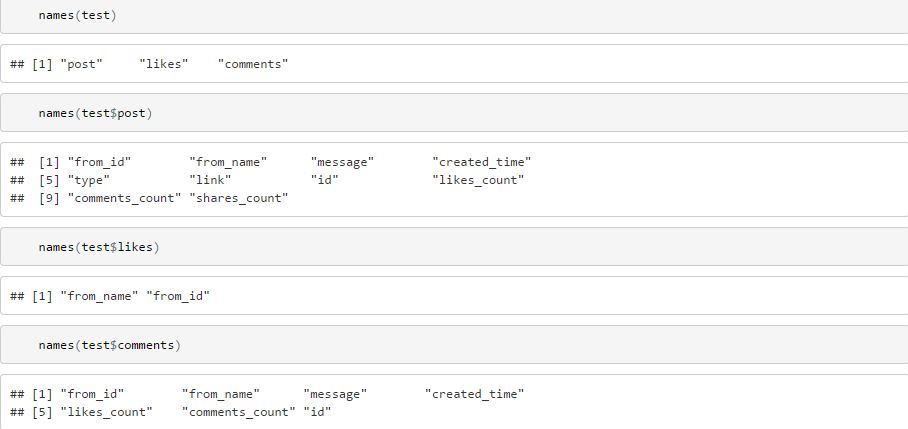 names(test)
## [1] "post"     "likes"    "comments"
names(test$post)
##  [1] "from_id"        "from_name"      "message"        "created_time"
##  [5] "type"           "link"           "id"             "likes_count"
##  [9] "comments_count" "shares_count"
names(test$likes)
## [1] "from_name" "from_id"
names(test$comments)
## [1] "from_id"        "from_name"      "message"        "created_time"
## [5] "likes_count"    "comments_count" "id"